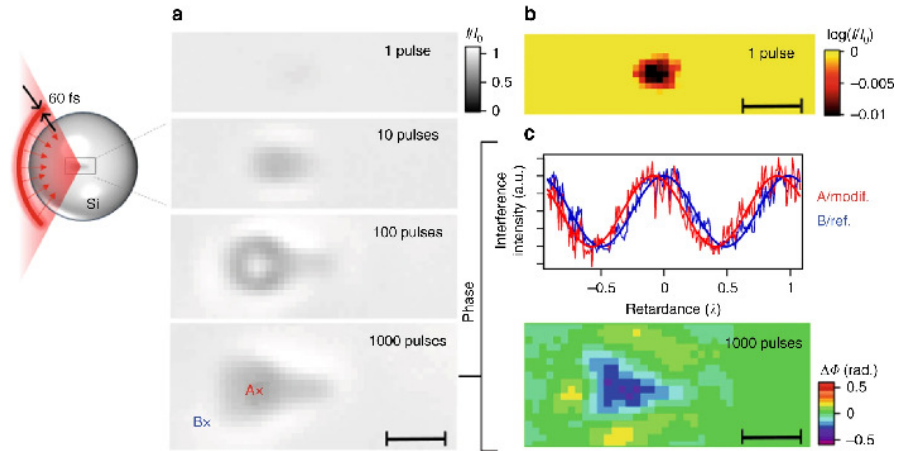 a
I/I0
1 pulse
1
0.5
0
60 fs
Si
10 pulses
100 pulses
1000 pulses
A×
B×
Phase
b
log(I/I0)
1 pulse
0
−0.005
−0.01
c
Interference
intensity (a.u.)
A/modif.
B/ref.
−0.5
0
0.5
1
Retardance (λ)
1000 pulses
ΔΦ (rad.)
0.5
0
−0.5